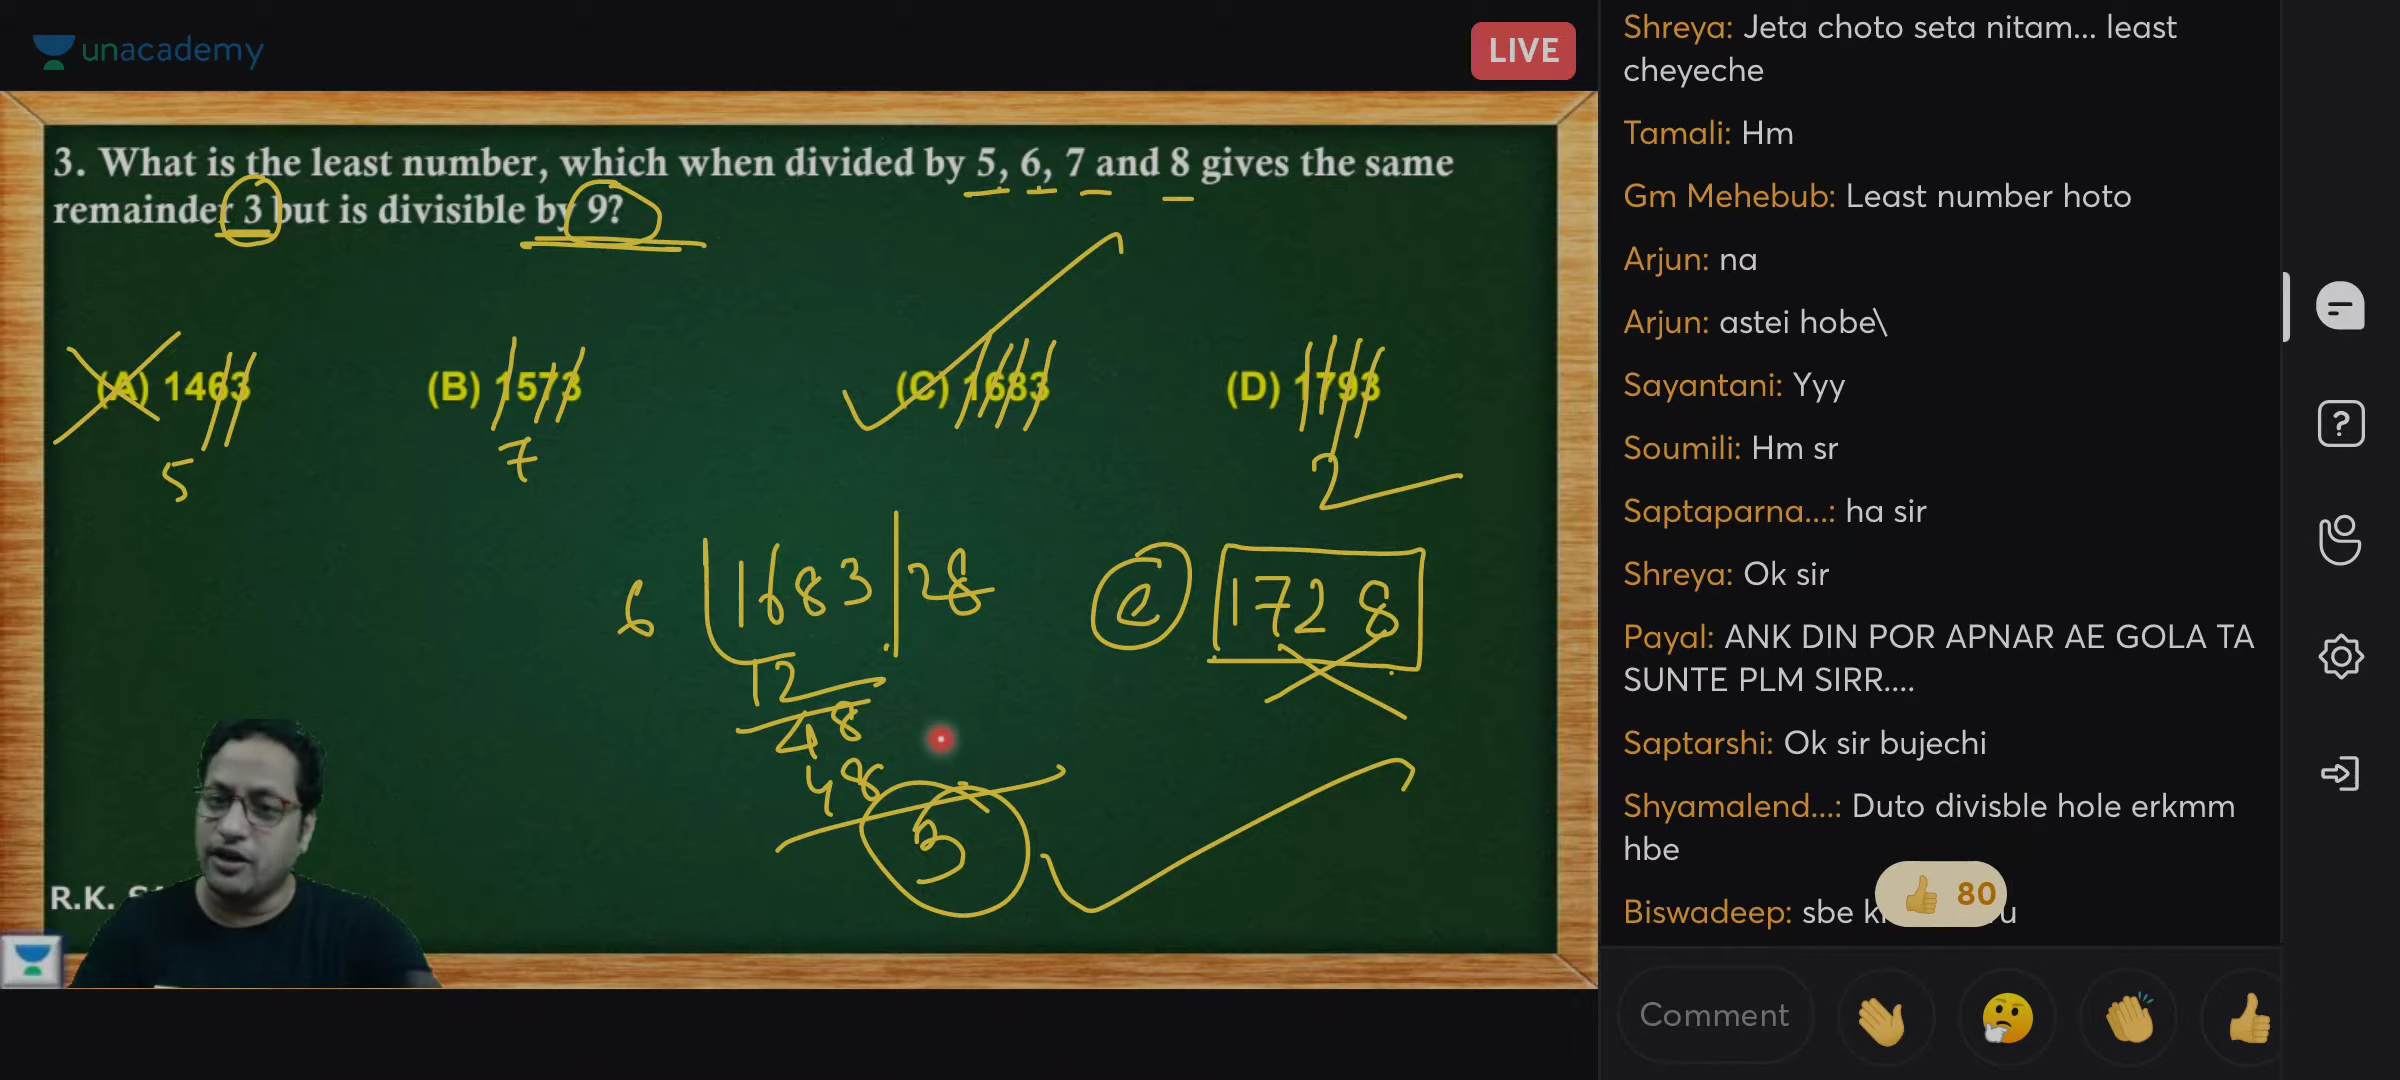 unacademy
LIVE
3. What is the least number, which when divided by 5, 6, 7 and 8 gives the same
remainder 3 but is divisible by 9?
(A) 1463
(B) 1573
(C) 1683
(D) 1793
5
7
2
6
1683
28
12
48
48
3
e
1728
R.K.
Shreya: Jeta choto seta nitam... least
cheyeche
Tamali: Hm
Gm Mehebub: Least number hoto
Arjun: na
Arjun: astei hobe\
Sayantani: Yyy
Soumili: Hm sr
Saptaparna...: ha sir
Shreya: Ok sir
Payal: ANK DIN POR APNAR AE GOLA TA
SUNTE PLM SIRR....
Saptarshi: Ok sir bujechi
Shyamalend...: Duto divisble hole erkmm
hbe
80
Biswadeep: sbe
Comment